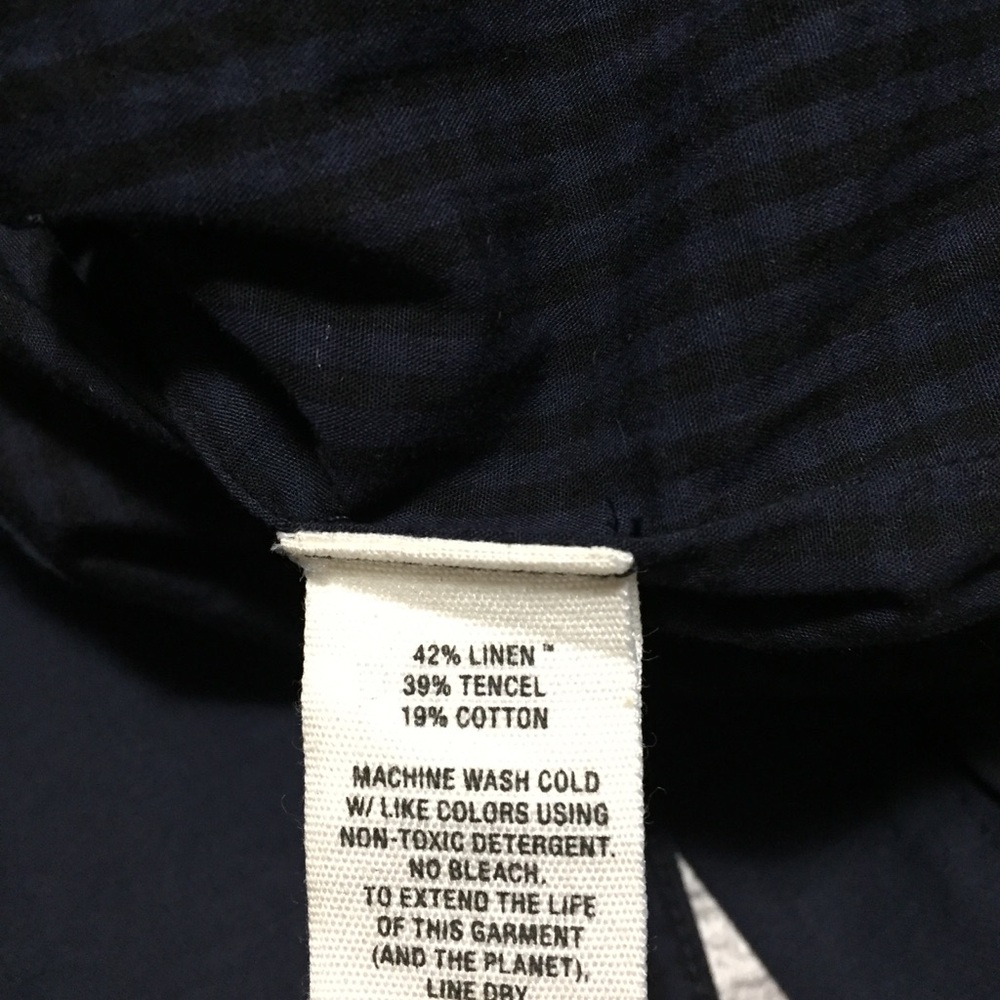 42% LINEN ™
39% TENCEL
19% COTTON
MACHINE WASH COLD
W/ LIKE COLORS USING
NON-TOXIC DETERGENT.
NO BLEACH.
TO EXTEND THE LIFE
OF THIS GARMENT
(AND THE PLANET),
LINE DRY